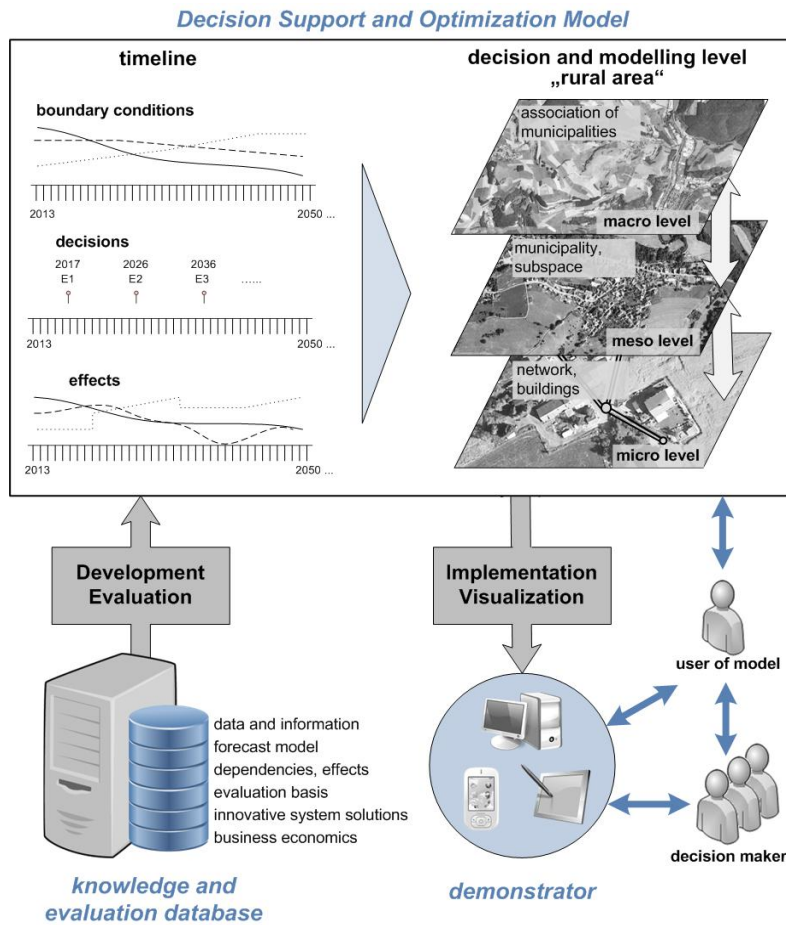 Decision Support and Optimization Model
timeline
boundary conditions
2013
2050 ...
decisions
2017
E1
2026
E2
2036
E3
......
2013
2050 ...
effects
2013
2050 ...
decision and modelling level
„rural area“
association of
municipalities
macro level
municipality,
subspace
meso level
network,
buildings
micro level
Development
Evaluation
Implementation
Visualization
user of model
data and information
forecast model
dependencies, effects
evaluation basis
innovative system solutions
business economics
decision maker
knowledge and
evaluation database
demonstrator